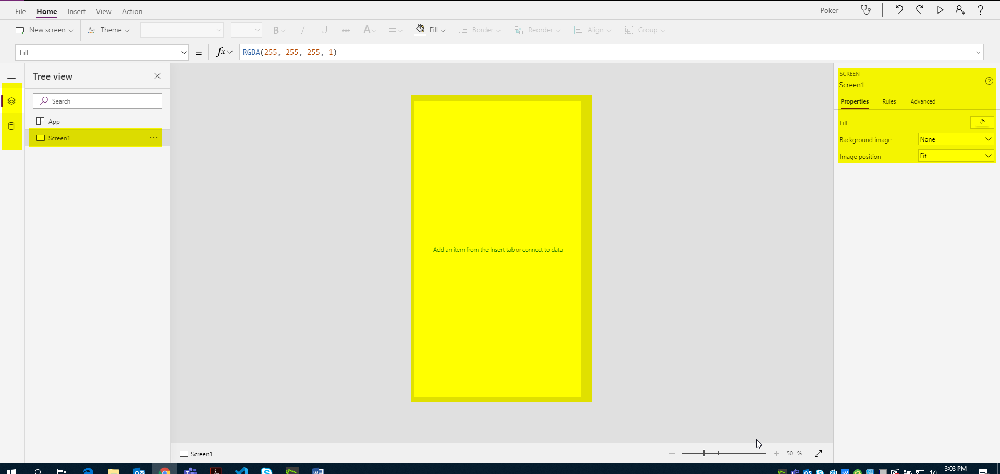 File Home Insert View Action Poker
New screen Aa Theme B / U abc A Fill Border Reorder Align Group
Fill = fx RGBA(255, 255, 255, 1)
Tree view
Search
App
Screen1 ...
Add an item from the Insert tab or connect to data
SCREEN
Screen1
Properties Rules Advanced
Fill
Background image None
Image position Fit
Screen1 50 %
3:03 PM